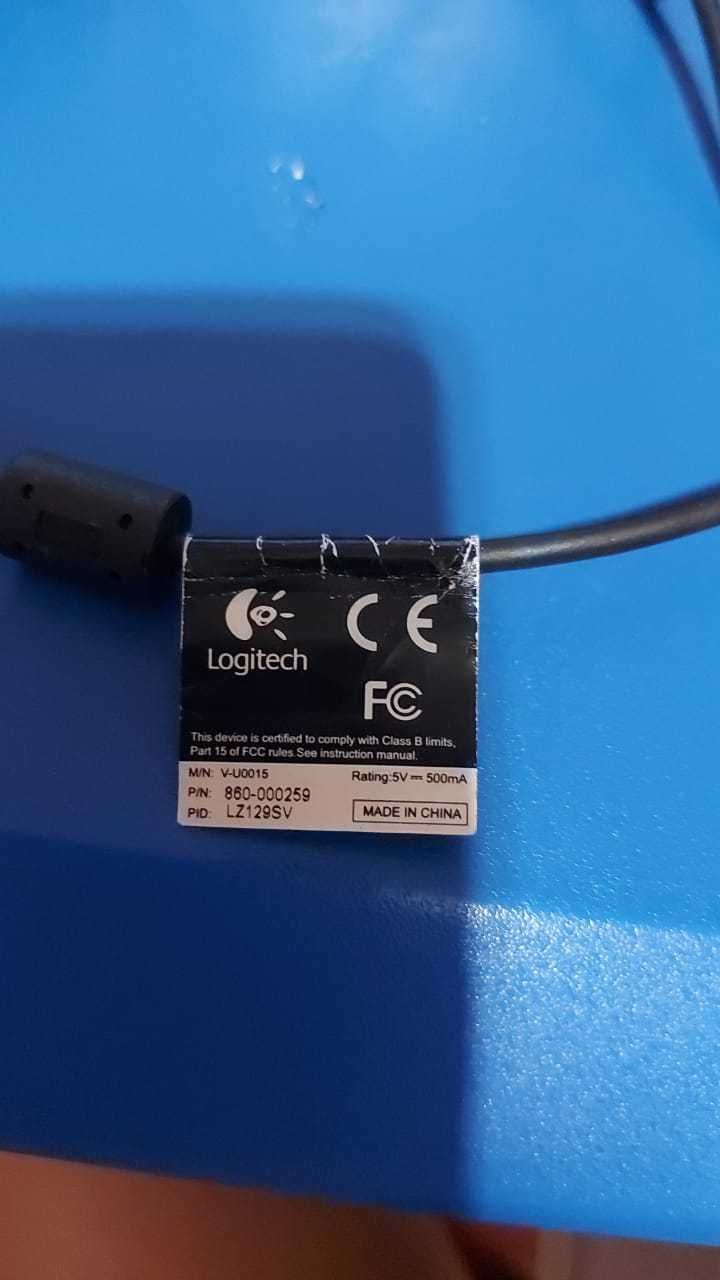 Logitech
CE
FC
This device is certified to comply with Class B limits,
Part 15 of FCC rules.See instruction manual.
M/N: V-U0015 Rating:5V⎓500mA
P/N: 860-000259
PID: LZ129SV
MADE IN CHINA